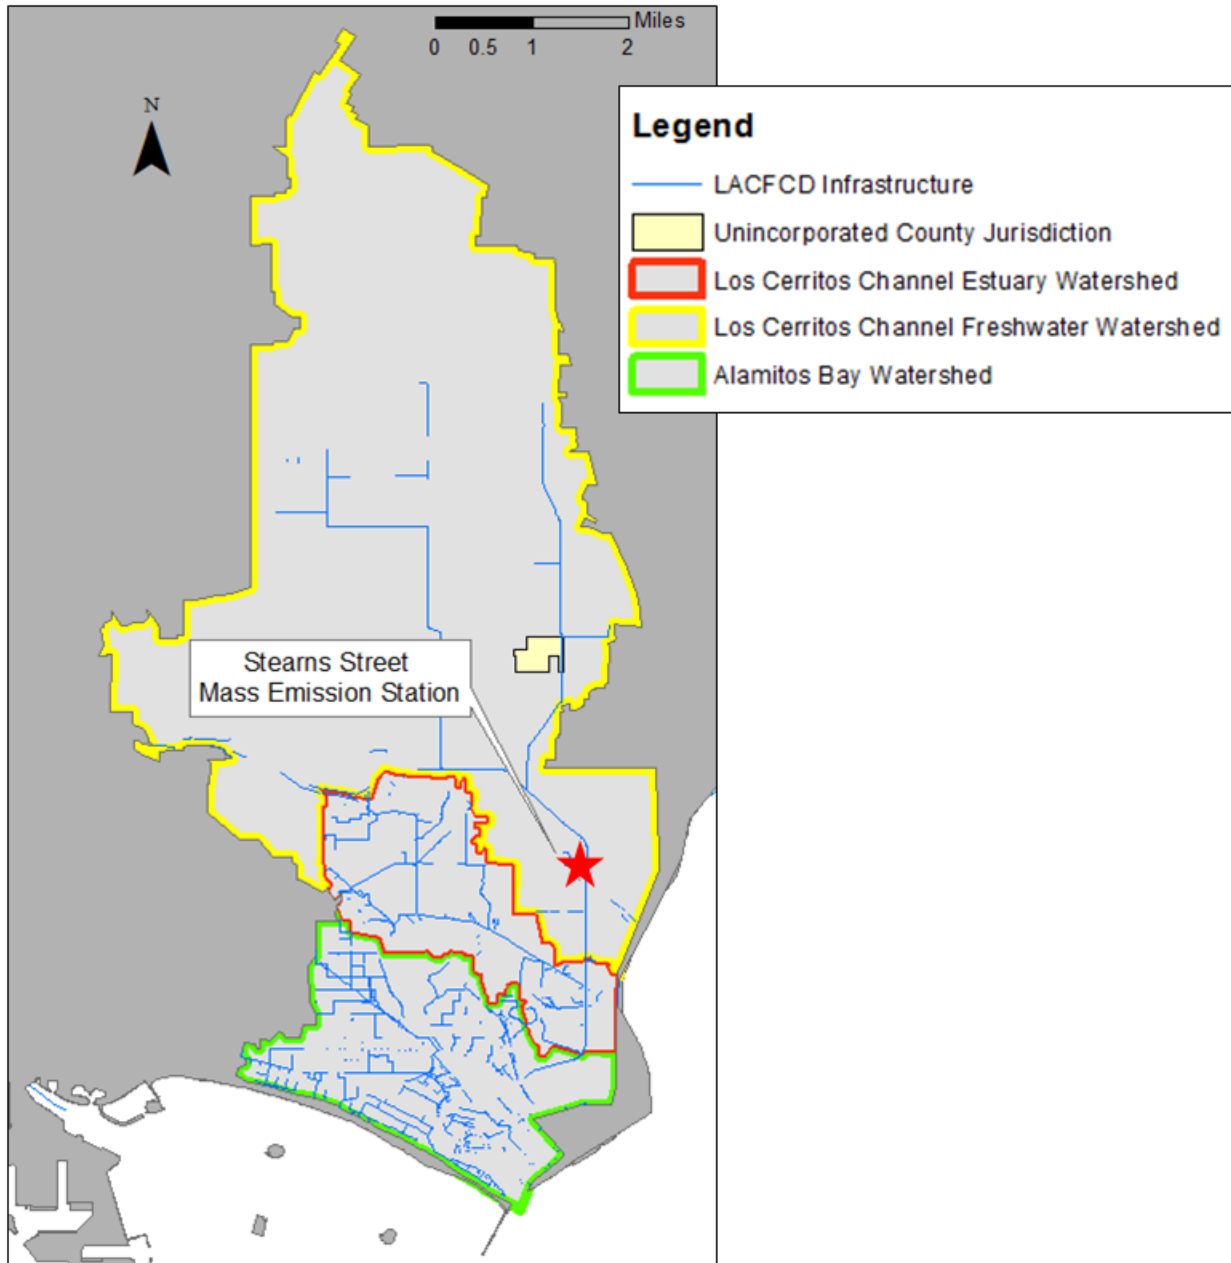 Miles
0 0.5 1 2
N
Legend
LACFCD Infrastructure
Unincorporated County Jurisdiction
Los Cerritos Channel Estuary Watershed
Los Cerritos Channel Freshwater Watershed
Alamitos Bay Watershed
Stearns Street
Mass Emission Station